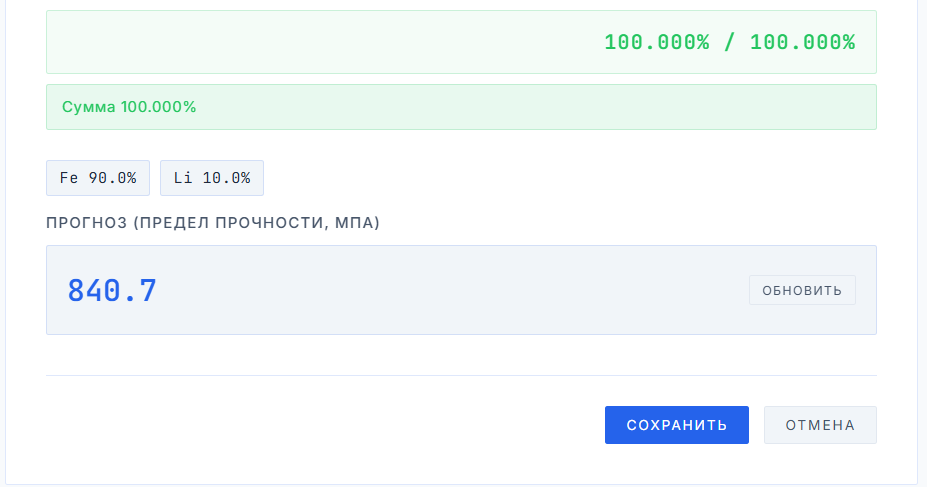 100.000% / 100.000%
Сумма 100.000%
Fe 90.0% Li 10.0%
ПРОГНОЗ (ПРЕДЕЛ ПРОЧНОСТИ, МПА)
840.7 ОБНОВИТЬ
СОХРАНИТЬ ОТМЕНА